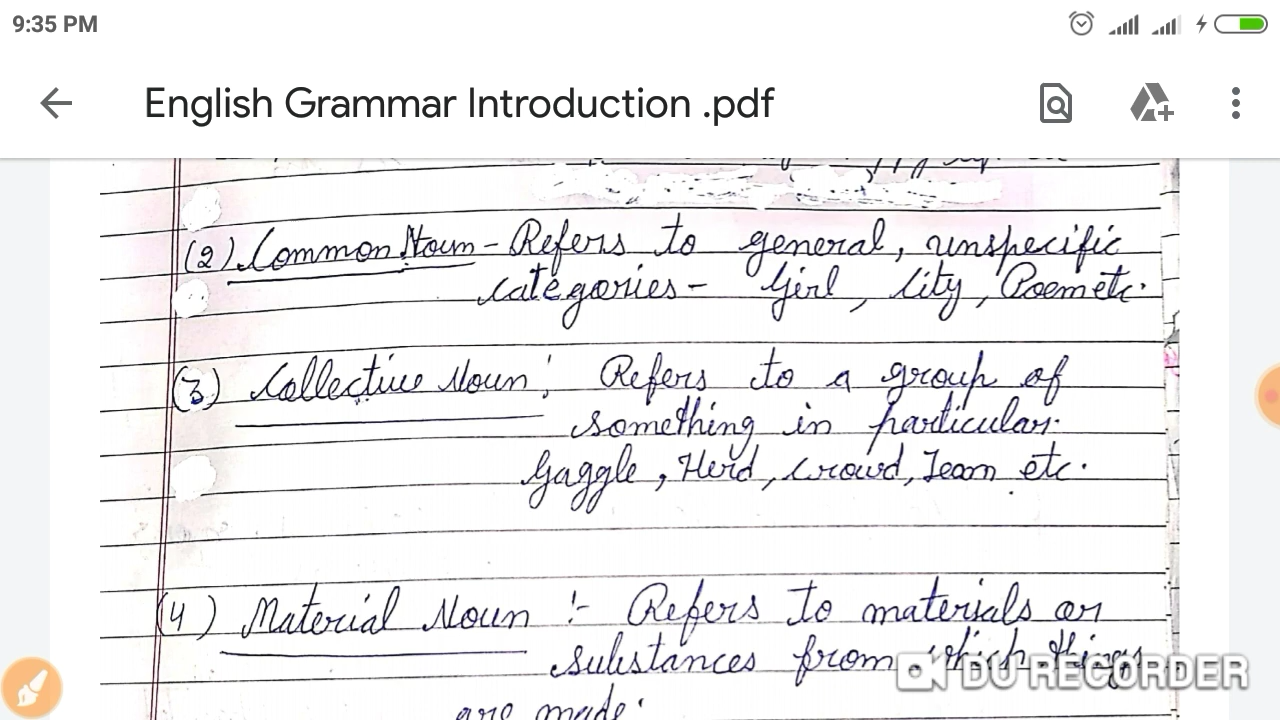 9:35 PM
English Grammar Introduction .pdf
(2) Common Noun - Refers to general, unspecific
categories - Girl, City, Poem etc.
(3) Collective Noun : Refers to a group of
something in particular.
Gaggle, Herd, Crowd, Team etc.
(4) Material Noun :- Refers to materials or
substances from which things
are made.
DU RECORDER